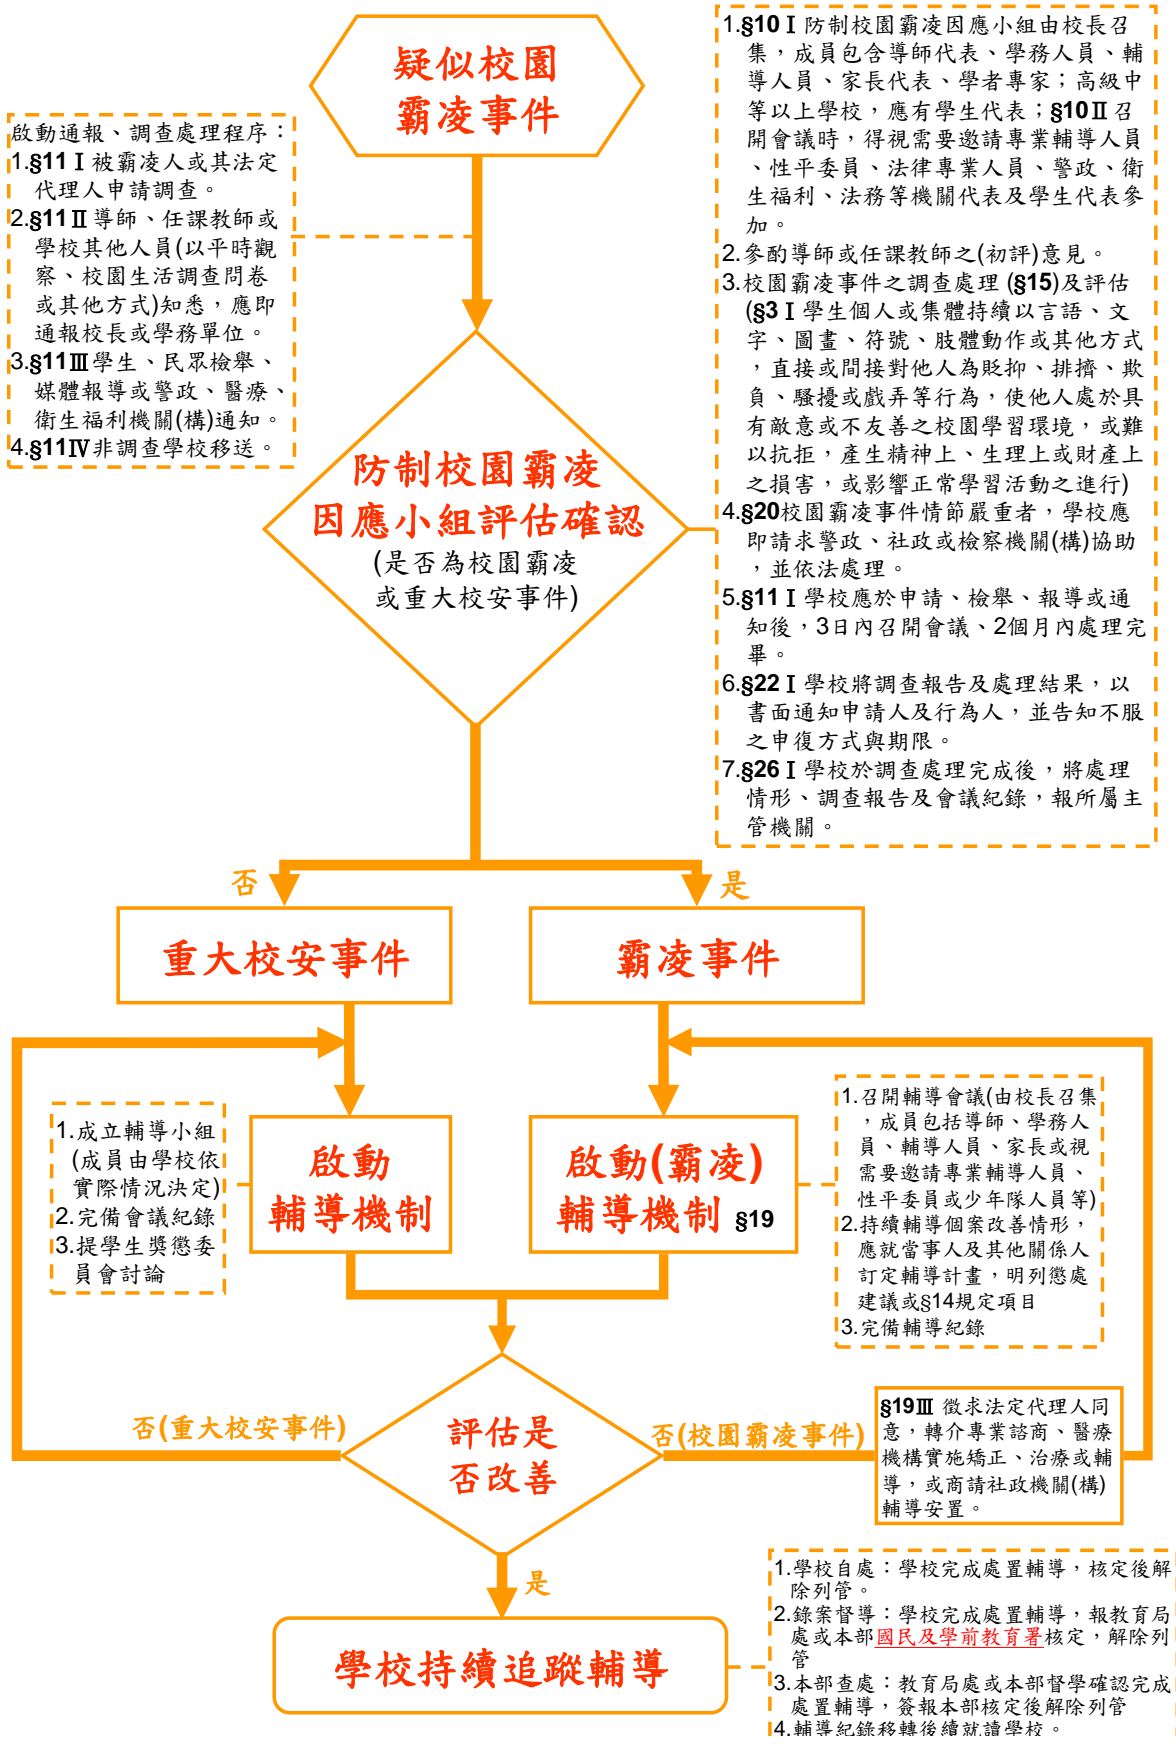 疑似校園
霸凌事件
啟動通報、調查處理程序：
1.§11Ⅰ被霸凌人或其法定
代理人申請調查。
2.§11Ⅱ導師、任課教師或
學校其他人員(以平時觀
察、校園生活調查問卷
或其他方式)知悉，應即
通報校長或學務單位。
3.§11Ⅲ學生、民眾檢舉、
媒體報導或警政、醫療、
衛生福利機關(構)通知。
4.§11Ⅳ非調查學校移送。
1.§10Ⅰ防制校園霸凌因應小組由校長召
集，成員包含導師代表、學務人員、輔
導人員、家長代表、學者專家；高級中
等以上學校，應有學生代表；§10Ⅱ召
開會議時，得視需要邀請專業輔導人員
、性平委員、法律專業人員、警政、衛
生福利、法務等機關代表及學生代表參
加。
2.參酌導師或任課教師之(初評)意見。
3.校園霸凌事件之調查處理(§15)及評估
(§3Ⅰ學生個人或集體持續以言語、文
字、圖畫、符號、肢體動作或其他方式
，直接或間接對他人為貶抑、排擠、欺
負、騷擾或戲弄等行為，使他人處於具
有敵意或不友善之校園學習環境，或難
以抗拒，產生精神上、生理上或財產上
之損害，或影響正常學習活動之進行)
4.§20校園霸凌事件情節嚴重者，學校應
即請求警政、社政或檢察機關(構)協助
，並依法處理。
5.§11Ⅰ學校應於申請、檢舉、報導或通
知後，3日內召開會議、2個月內處理完
畢。
6.§22Ⅰ學校將調查報告及處理結果，以
書面通知申請人及行為人，並告知不服
之申復方式與期限。
7.§26Ⅰ學校於調查處理完成後，將處理
情形、調查報告及會議紀錄，報所屬主
管機關。
防制校園霸凌
因應小組評估確認
(是否為校園霸凌
或重大校安事件)
否
是
重大校安事件
霸凌事件
1.成立輔導小組
(成員由學校依
實際情況決定)
2.完備會議紀錄
3.提學生獎懲委
員會討論
啟動
輔導機制
啟動(霸凌)
輔導機制 §19
1.召開輔導會議(由校長召集
，成員包括導師、學務人
員、輔導人員、家長或視
需要邀請專業輔導人員、
性平委員或少年隊人員等)
2.持續輔導個案改善情形，
應就當事人及其他關係人
訂定輔導計畫，明列懲處
建議或§14規定項目
3.完備輔導紀錄
否(重大校安事件)
評估是
否改善
否(校園霸凌事件)
§19Ⅲ 徵求法定代理人同
意，轉介專業諮商、醫療
機構實施矯正、治療或輔
導，或商請社政機關(構)
輔導安置。
是
學校持續追蹤輔導
1.學校自處：學校完成處置輔導，核定後解
除列管。
2.錄案督導：學校完成處置輔導，報教育局
處或本部國民及學前教育署核定，解除列
管
3.本部查處：教育局處或本部督學確認完成
處置輔導，簽報本部核定後解除列管
4.輔導紀錄移轉後續就讀學校。